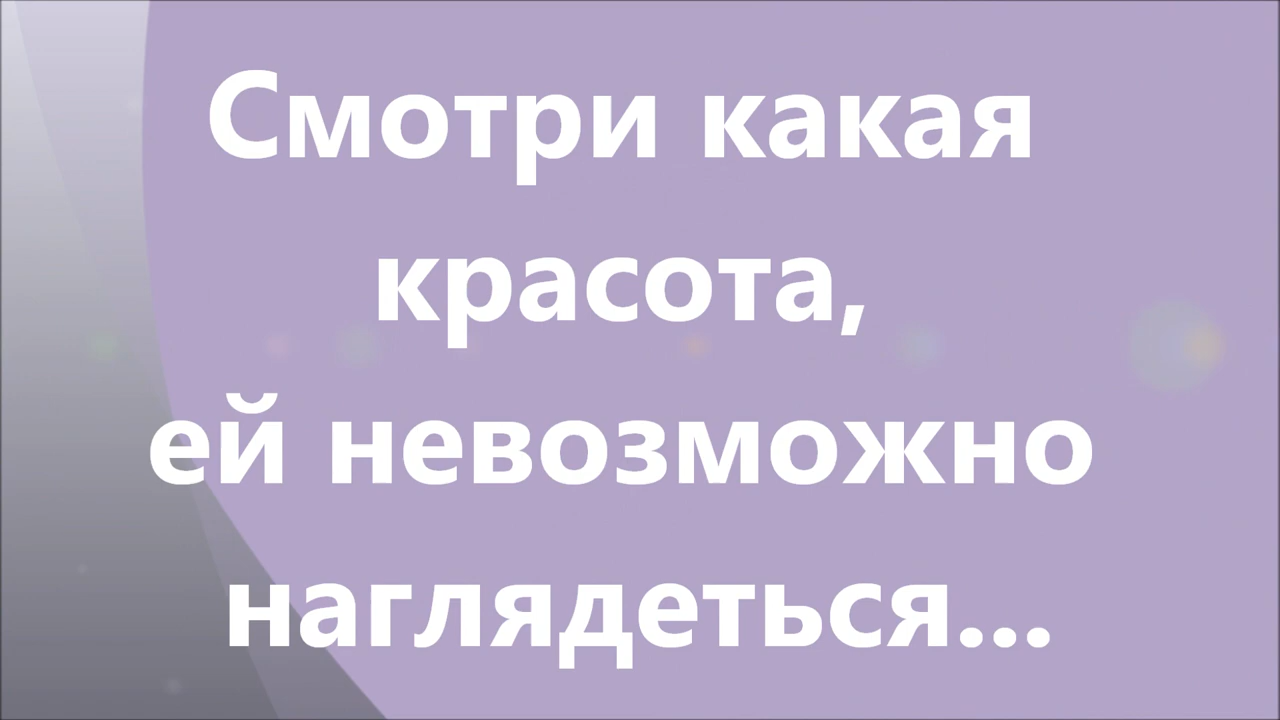 Смотри какая
красота,
ей невозможно
наглядеться...